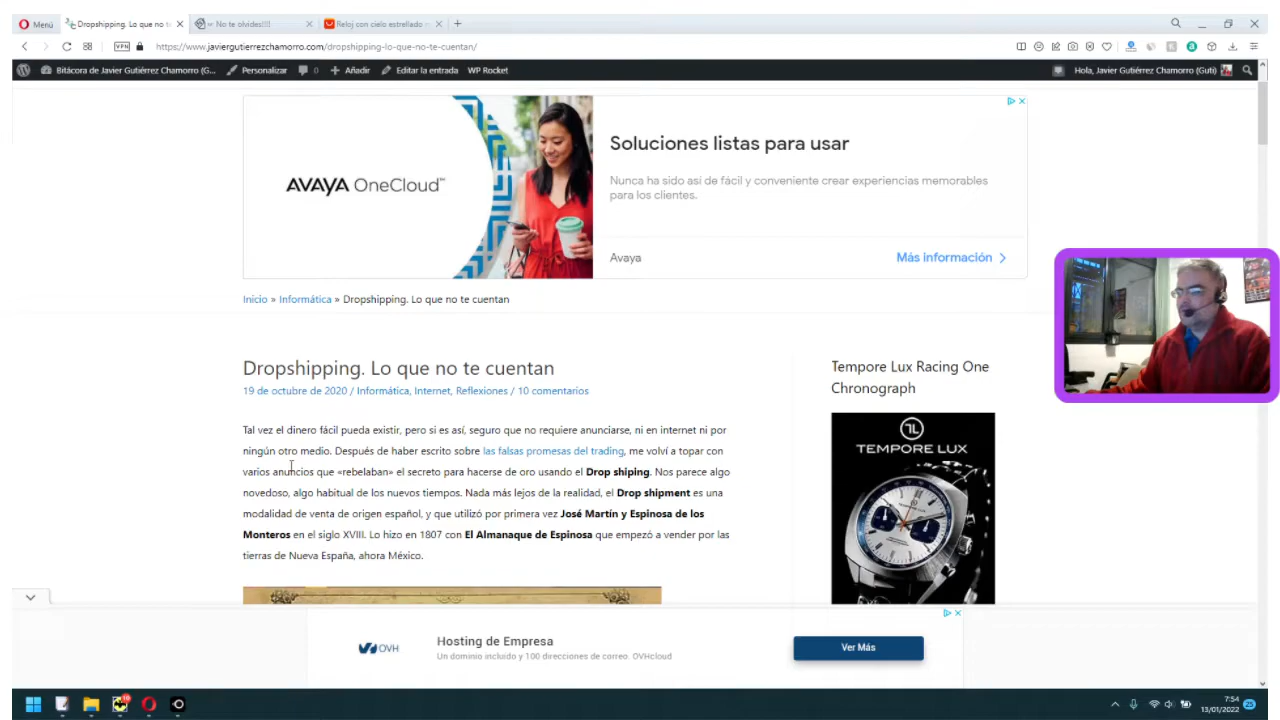 Menú
Dropshipping. Lo que no te
No te olvides!!!!
Reloj con cielo estrellado
VPN
https://www.javiergutierrezchamorro.com/dropshipping-lo-que-no-te-cuentan/
Bitácora de Javier Gutiérrez Chamorro (G...
Personalizar
0
Añadir
Editar la entrada
WP Rocket
Hola, Javier Gutiérrez Chamorro (Guti)
AVAYA OneCloud™
Soluciones listas para usar
Nunca ha sido así de fácil y conveniente crear experiencias memorables
para los clientes.
Avaya
Más información
Inicio » Informática » Dropshipping. Lo que no te cuentan
Dropshipping. Lo que no te cuentan
19 de octubre de 2020 / Informática, Internet, Reflexiones / 10 comentarios
Tal vez el dinero fácil pueda existir, pero si es así, seguro que no requiere anunciarse, ni en internet ni por
ningún otro medio. Después de haber escrito sobre las falsas promesas del trading, me volví a topar con
varios anuncios que «rebelaban» el secreto para hacerse de oro usando el Drop shiping. Nos parece algo
novedoso, algo habitual de los nuevos tiempos. Nada más lejos de la realidad, el Drop shipment es una
modalidad de venta de origen español, y que utilizó por primera vez José Martín y Espinosa de los
Monteros en el siglo XVIII. Lo hizo en 1807 con El Almanaque de Espinosa que empezó a vender por las
tierras de Nueva España, ahora México.
Tempore Lux Racing One
Chronograph
TEMPORE LUX
OVH
Hosting de Empresa
Un dominio incluido y 100 direcciones de correo. OVHcloud
Ver Más
7:54
13/01/2022